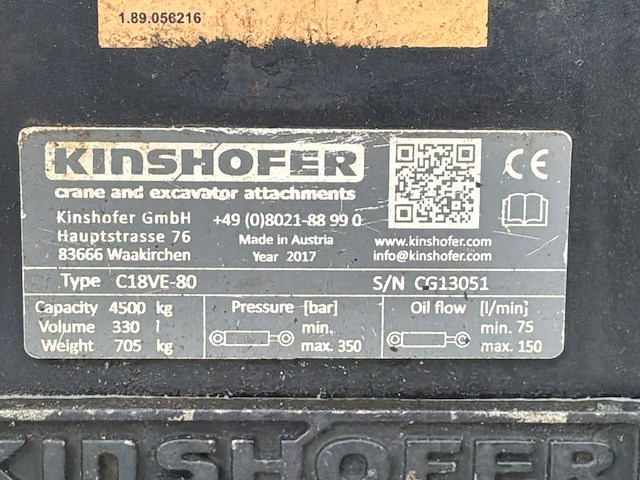 1.89.056216
KINSHOFER
crane and excavator attachments
Kinshofer GmbH +49 (0)8021-88 99 0
Hauptstrasse 76 Made in Austria www.kinshofer.com
83666 Waakirchen Year 2017 info@kinshofer.com
Type C18VE-80 S/N CG13051
Capacity 4500 kg Pressure [bar] Oil flow [l/min]
Volume 330 l min. min. 75
Weight 705 kg max. 350 max. 150
KINSHOFER